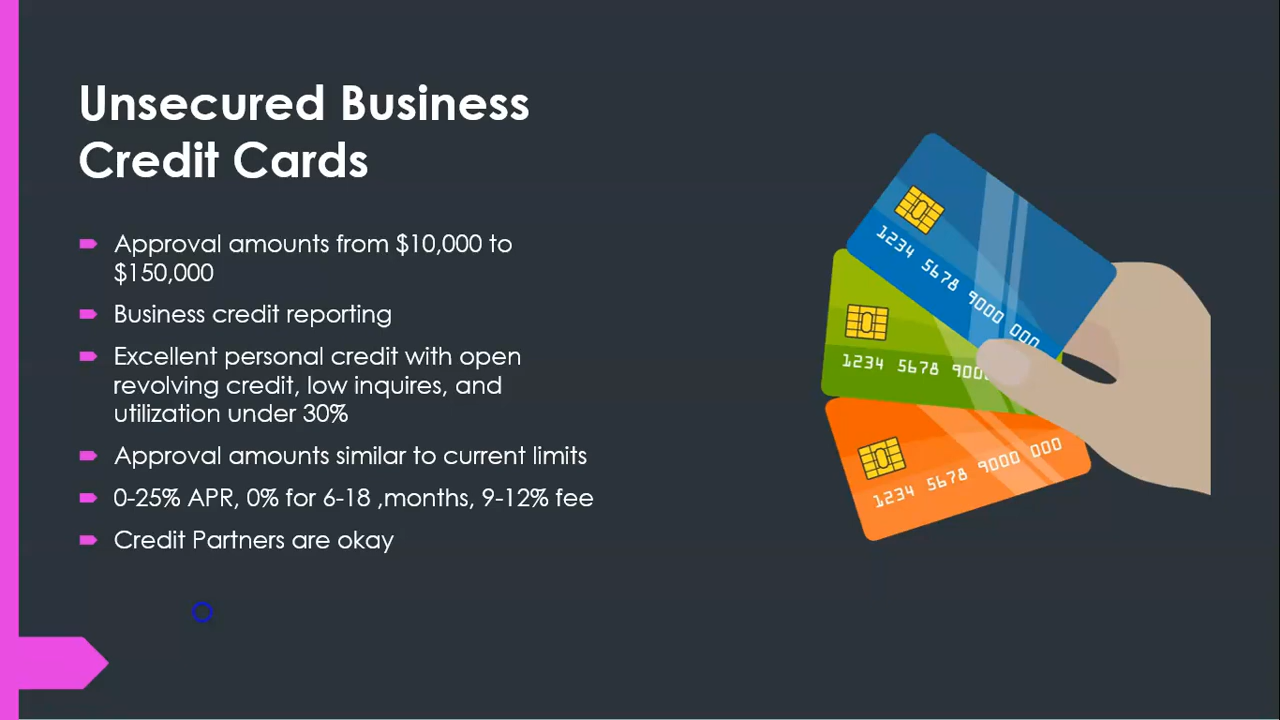 Unsecured Business
Credit Cards
Approval amounts from $10,000 to
$150,000
Business credit reporting
Excellent personal credit with open
revolving credit, low inquires, and
utilization under 30%
Approval amounts similar to current limits
0-25% APR, 0% for 6-18 ,months, 9-12% fee
Credit Partners are okay
1234 5678 9000 000
1234 5678 900
1234 5678 9000 000